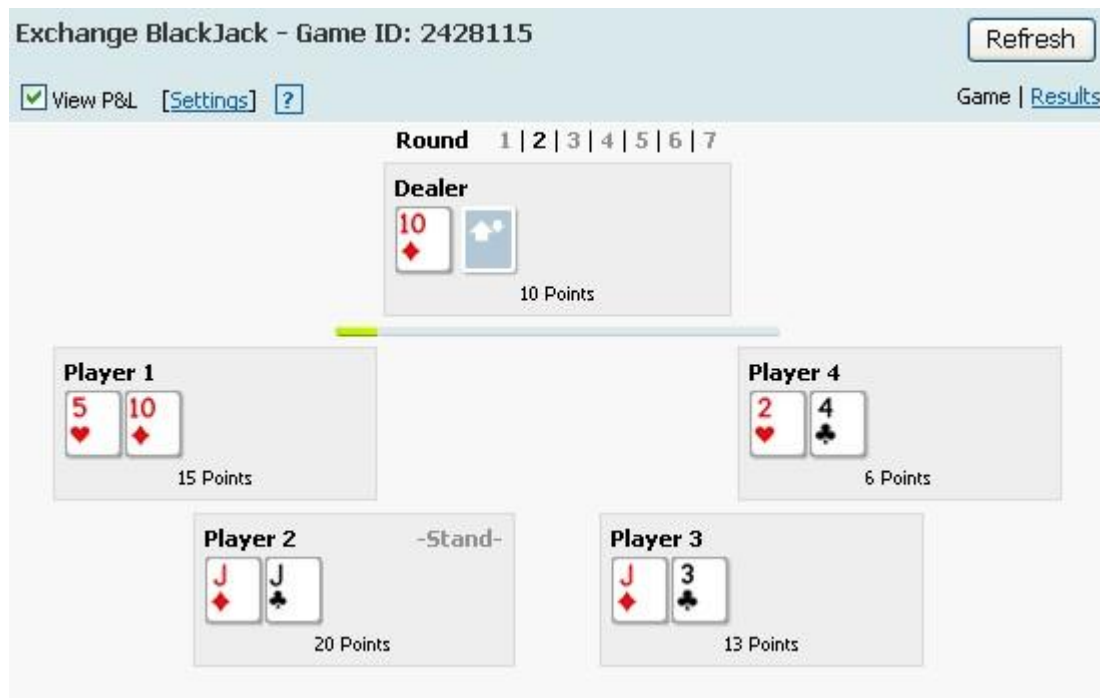 Exchange BlackJack - Game ID: 2428115
Refresh
View P&L [Settings] ?
Game | Results
Round 1 | 2 | 3 | 4 | 5 | 6 | 7
Dealer
10
10 Points
Player 1
5 10
15 Points
Player 4
2 4
6 Points
Player 2 -Stand-
J J
20 Points
Player 3
J 3
13 Points